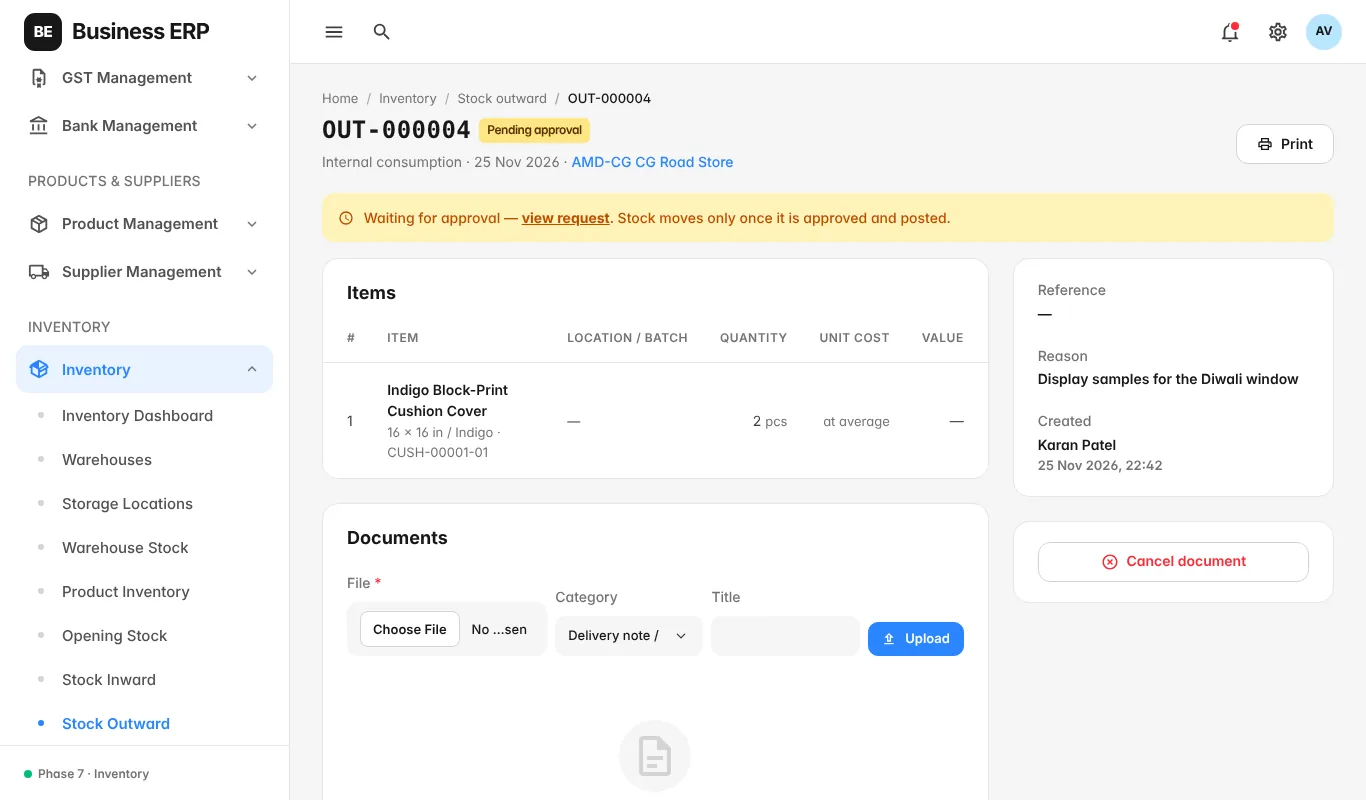 BE Business ERP
GST Management
Bank Management
PRODUCTS & SUPPLIERS
Product Management
Supplier Management
INVENTORY
Inventory
Inventory Dashboard
Warehouses
Storage Locations
Warehouse Stock
Product Inventory
Opening Stock
Stock Inward
Stock Outward
Phase 7 · Inventory
AV
Home / Inventory / Stock outward / OUT-000004
OUT-000004 Pending approval
Internal consumption · 25 Nov 2026 · AMD-CG CG Road Store
Print
Waiting for approval — view request. Stock moves only once it is approved and posted.
Items
# ITEM LOCATION / BATCH QUANTITY UNIT COST VALUE
Indigo Block-Print
Cushion Cover
1 — 2 pcs at average —
16 × 16 in / Indigo ·
CUSH-00001-01
Documents
File *
Category
Title
Choose File No ...sen
Delivery note /
Upload
Reference
—
Reason
Display samples for the Diwali window
Created
Karan Patel
25 Nov 2026, 22:42
Cancel document